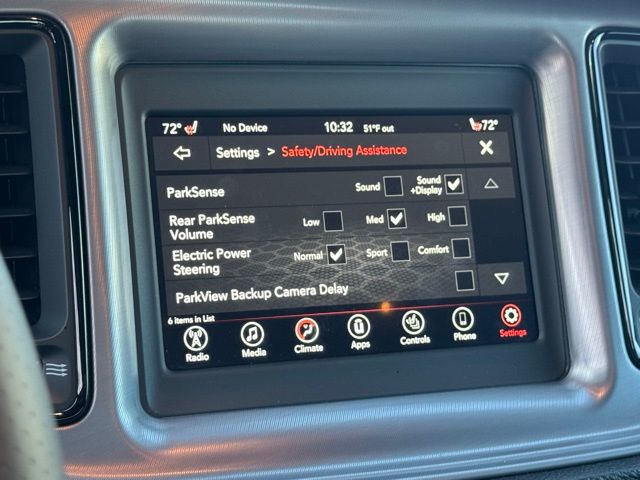 72° No Device 10:32 51°F out 72°
Settings > Safety/Driving Assistance
ParkSense Sound Sound
+Display
Rear ParkSense
Volume Low Med High
Electric Power
Steering Normal Sport Comfort
ParkView Backup Camera Delay
6 items in List
Radio Media Climate Apps Controls Phone Settings